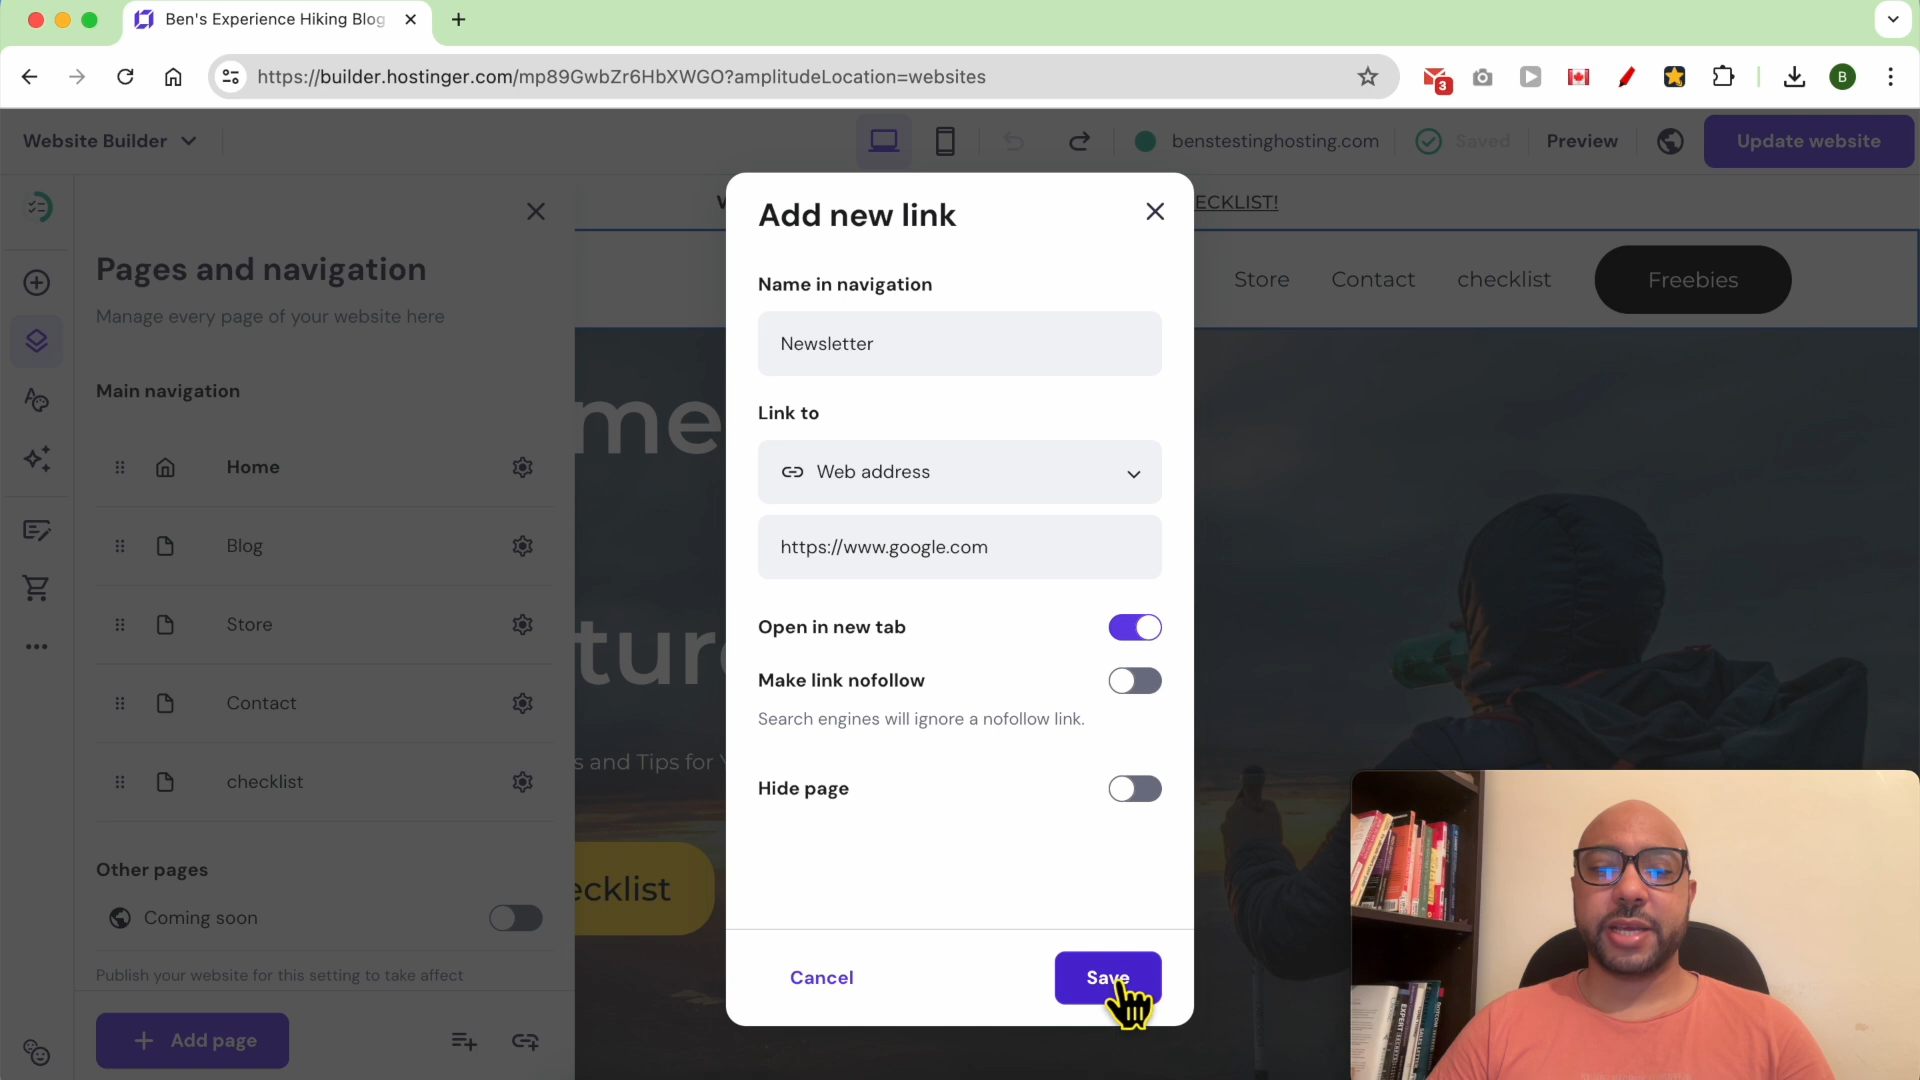 Ben's Experience Hiking Blog
https://builder.hostinger.com/mp89GwbZr6HbXWGO?amplitudeLocation=websites
3
B
Website Builder
benstestinghosting.com
Saved
Preview
Update website
ECKLIST!
Store
Contact
checklist
Freebies
Pages and navigation
Manage every page of your website here
Main navigation
Home
Blog
Store
Contact
checklist
Other pages
Coming soon
Publish your website for this setting to take affect
Add page
me
ture
s and Tips for
ecklist
Add new link
Name in navigation
Newsletter
Link to
Web address
https://www.google.com
Open in new tab
Make link nofollow
Search engines will ignore a nofollow link.
Hide page
Cancel
Save
EXPERT